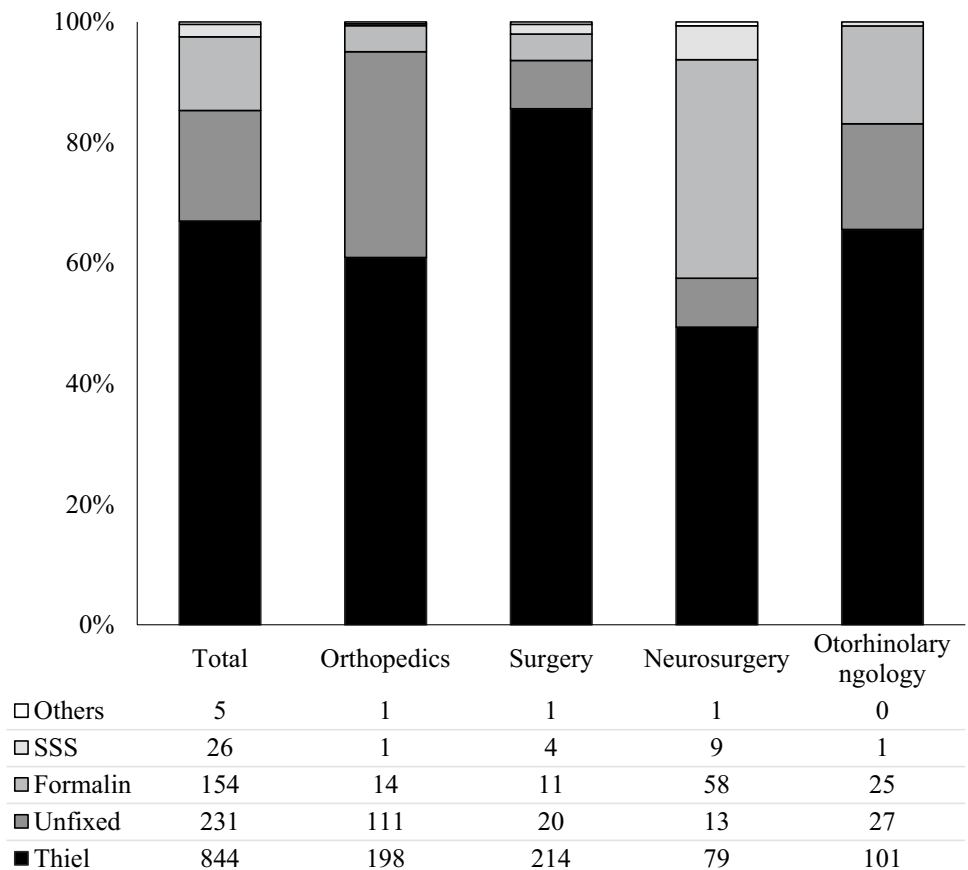 100%
80%
60%
40%
20%
0%
Total Orthopedics Surgery Neurosurgery Otorhinolary
ngology
Others 5 1 1 1 0
SSS 26 1 4 9 1
Formalin 154 14 11 58 25
Unfixed 231 111 20 13 27
Thiel 844 198 214 79 101